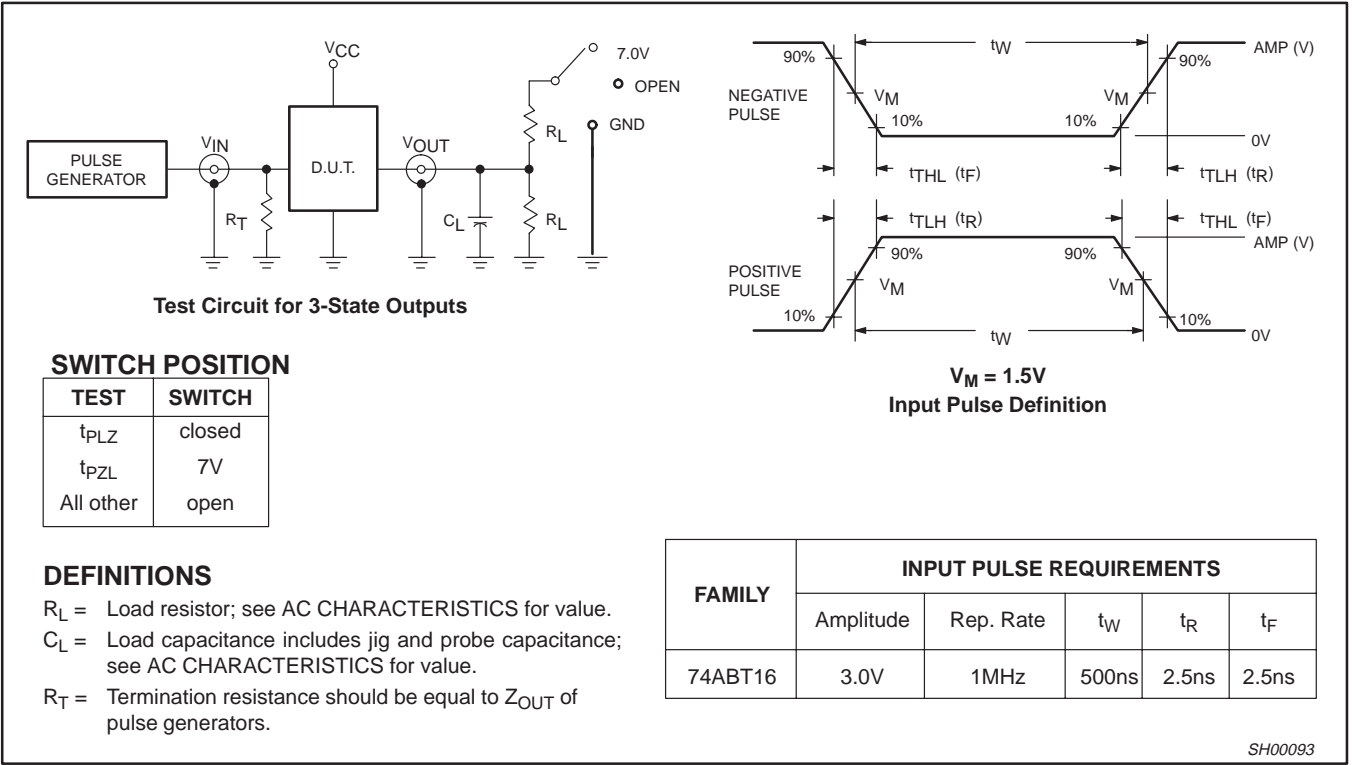 VCC
7.0V
OPEN
GND
RL
PULSE
GENERATOR
VIN
D.U.T.
VOUT
RT
CL
RL
Test Circuit for 3-State Outputs
90%
tW
90%
AMP (V)
NEGATIVE
PULSE
VM
VM
10%
10%
0V
tTHL (tF)
tTLH (tR)
tTLH (tR)
tTHL (tF)
AMP (V)
90%
90%
POSITIVE
PULSE
VM
VM
10%
10%
tW
0V
VM = 1.5V
Input Pulse Definition
SWITCH POSITION
TEST SWITCH
tPLZ closed
tPZL 7V
All other open
DEFINITIONS
RL = Load resistor; see AC CHARACTERISTICS for value.
CL = Load capacitance includes jig and probe capacitance;
see AC CHARACTERISTICS for value.
RT = Termination resistance should be equal to ZOUT of
pulse generators.
FAMILY INPUT PULSE REQUIREMENTS
Amplitude Rep. Rate tW tR tF
74ABT16 3.0V 1MHz 500ns 2.5ns 2.5ns
SH00093